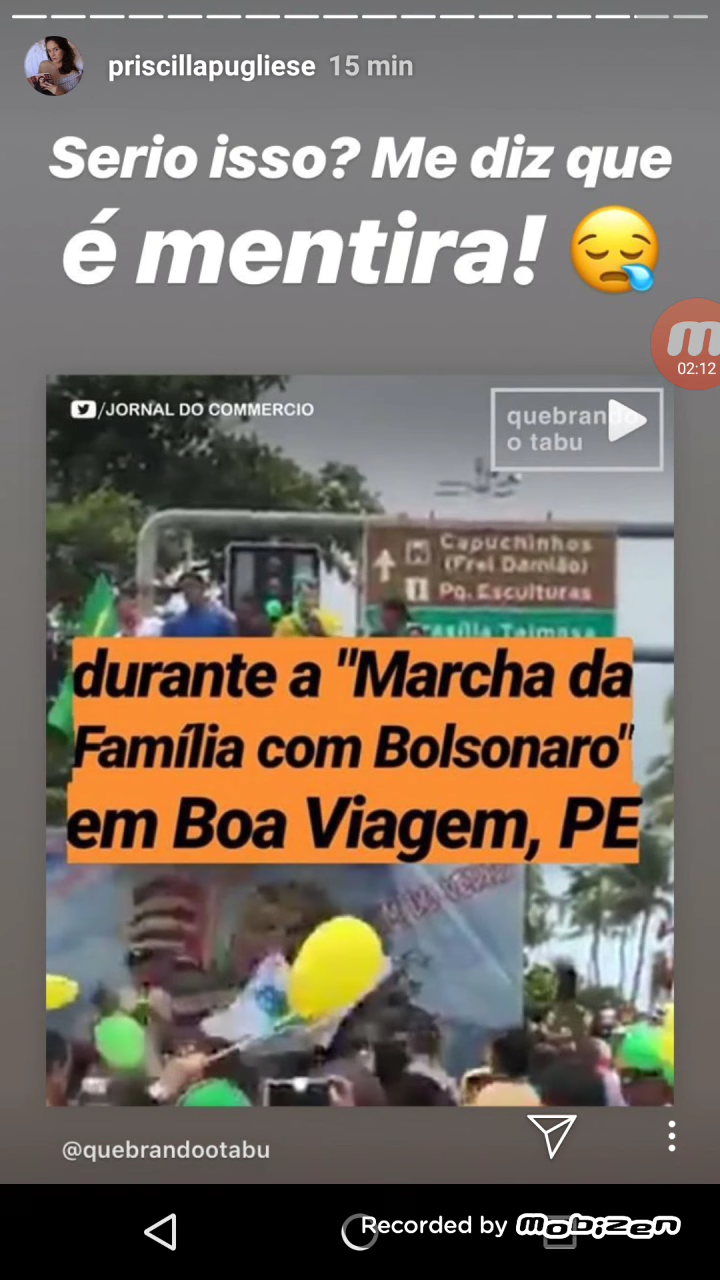 priscillapugliese 15 min
Serio isso? Me diz que
é mentira! 😪
02:12
/JORNAL DO COMMERCIO
quebrando
o tabu
Capuchinhos
(Frei Damião)
Pq. Esculturas
durante a "Marcha da
Família com Bolsonaro"
em Boa Viagem, PE
@quebrandootabu
Recorded by mobizen